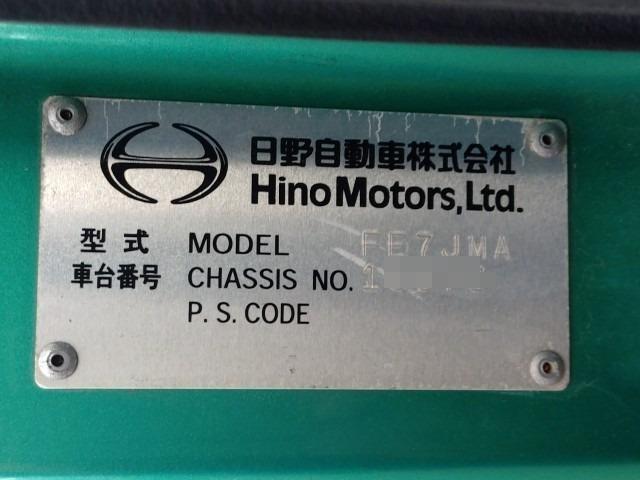 日野自動車株式会社
Hino Motors, Ltd.
型式 MODEL FE7JMA
車台番号 CHASSIS NO. 1
P. S. CODE